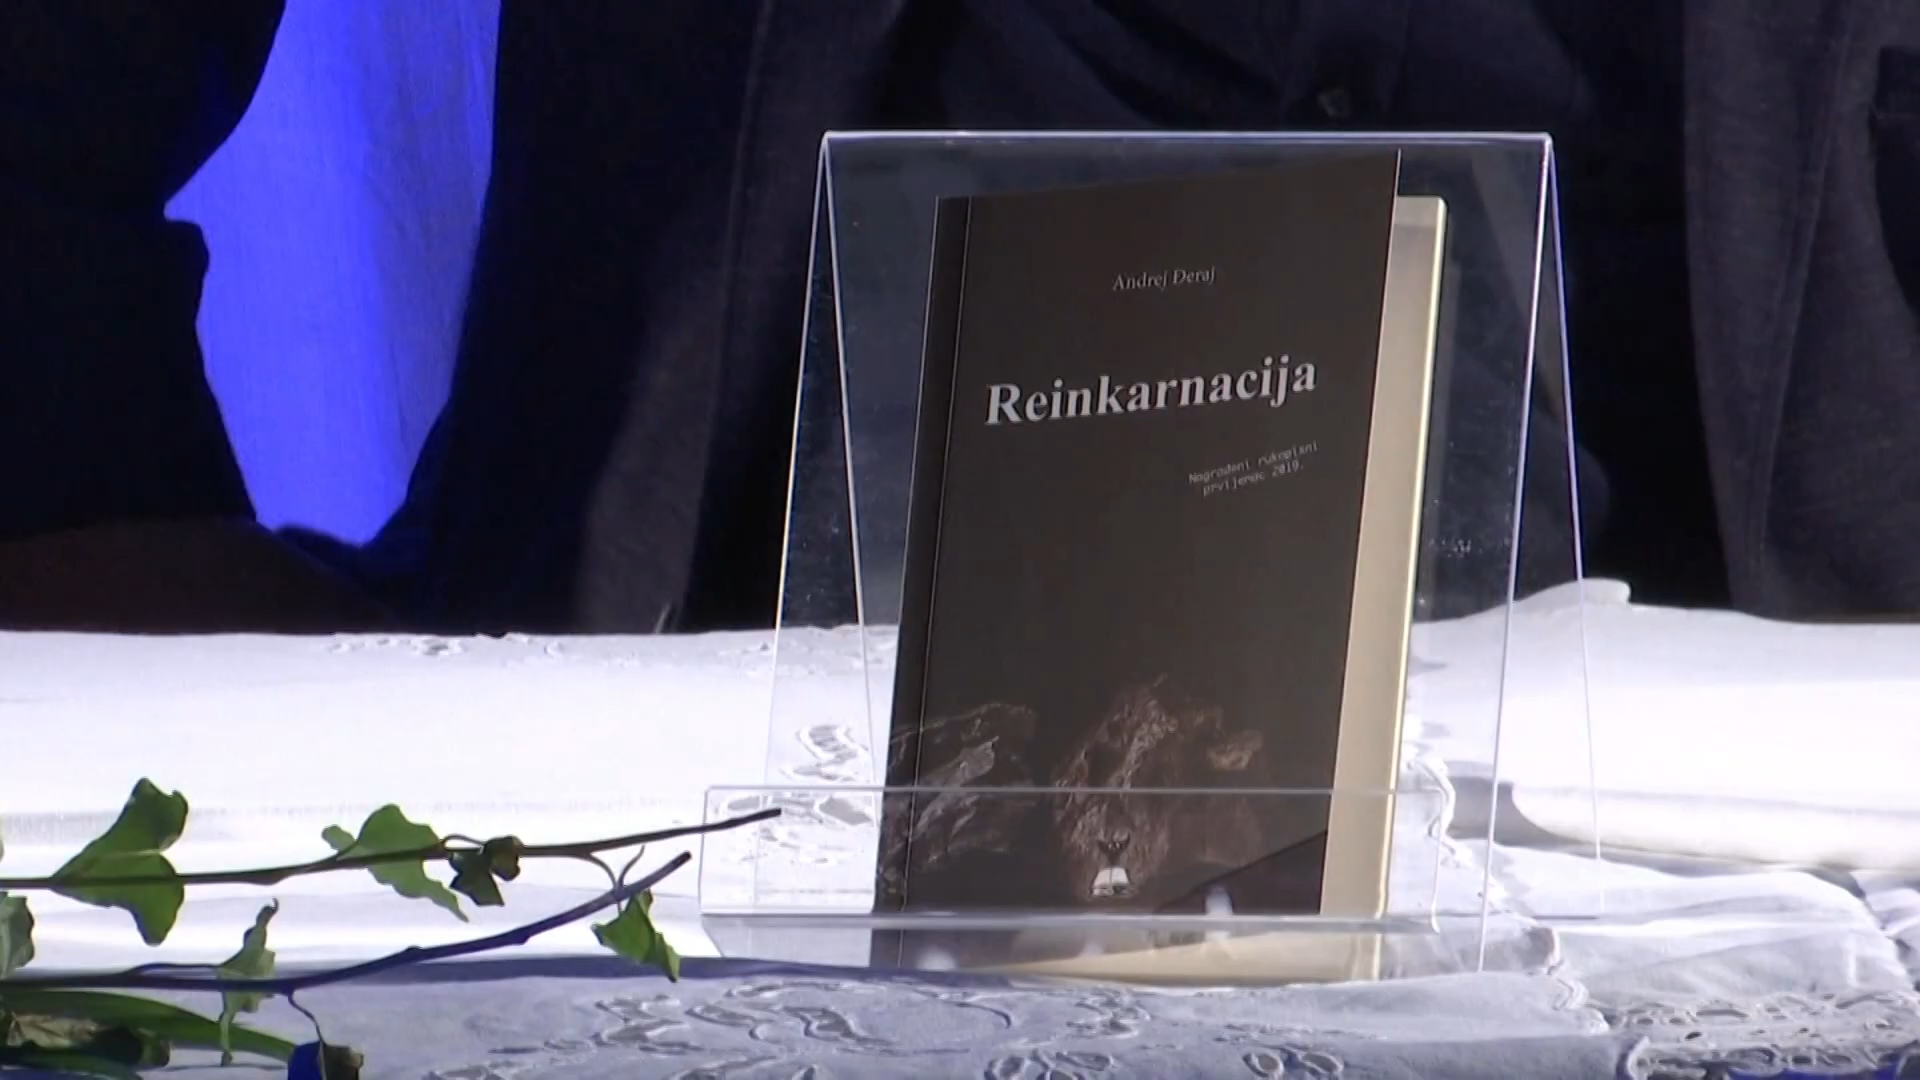 Andrej Đeraj
Reinkarnacija
Nagrađeni rukopisni
prvijenac 2019.